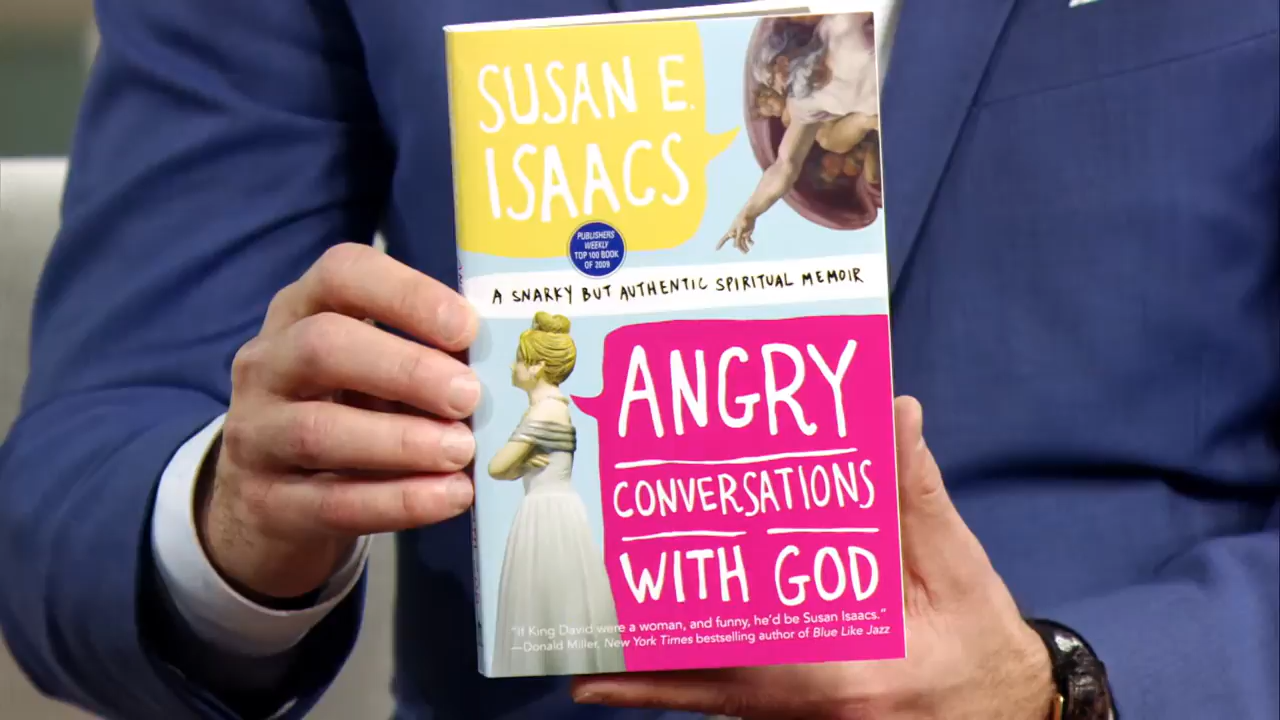 SUSAN E.
ISAACS
PUBLISHERS
WEEKLY
TOP 100 BOOK
OF 2009
A SNARKY BUT AUTHENTIC SPIRITUAL MEMOIR
ANGRY
CONVERSATIONS
WITH GOD
"If King David were a woman, and funny, he'd be Susan Isaacs."
—Donald Miller, New York Times bestselling author of Blue Like Jazz